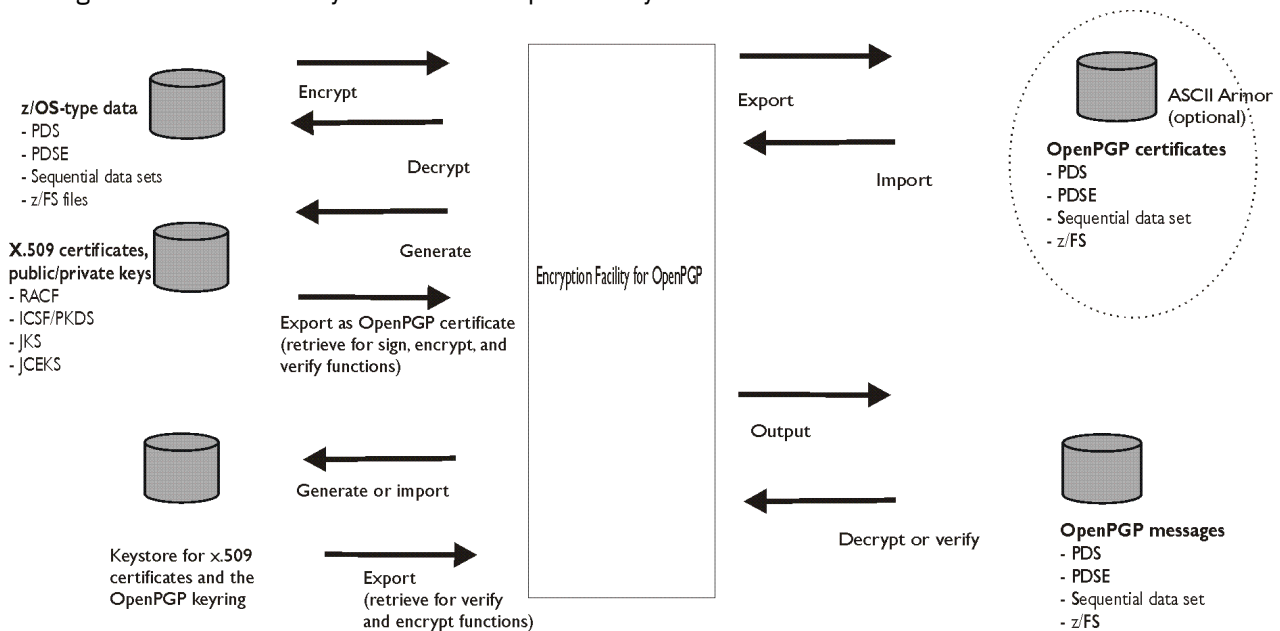 Encrypt
z/OS-type data
- PDS
- PDSE
- Sequential data sets
- z/FS files
Decrypt
X.509 certificates,
public/private keys
- RACF
- ICSF/PKDS
- JKS
- JCEKS
Generate
Export as OpenPGP certificate
(retrieve for sign, encrypt, and
verify functions)
Generate or import
Keystore for x.509
certificates and the
OpenPGP keyring
Export
(retrieve for verify
and encrypt functions)
Encryption Facility for OpenPGP
Export
Import
ASCII Armor
(optional)
OpenPGP certificates
- PDS
- PDSE
- Sequential data set
- z/FS
Output
Decrypt or verify
OpenPGP messages
- PDS
- PDSE
- Sequential data set
- z/FS